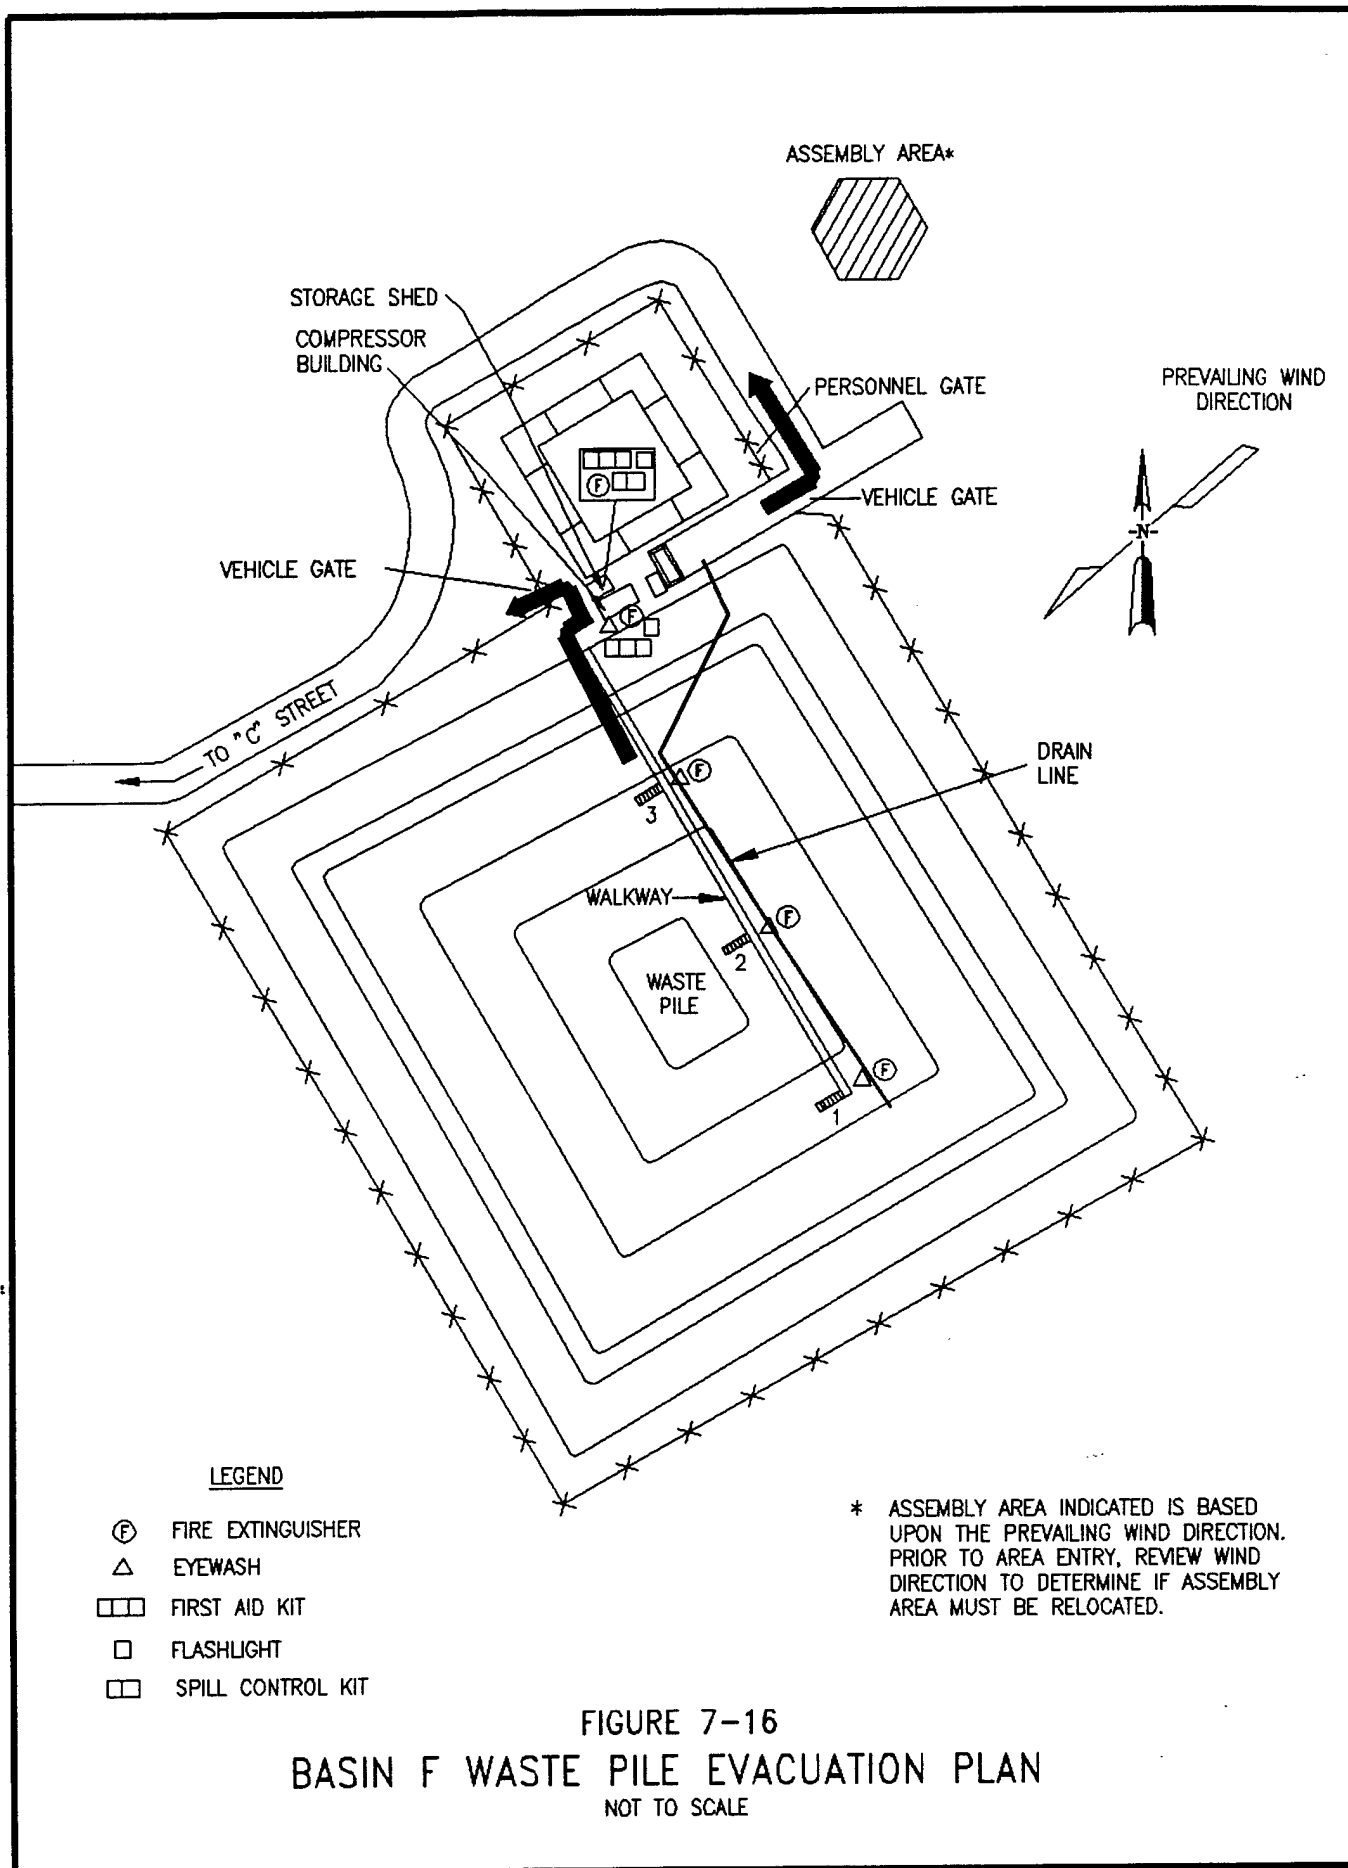 ASSEMBLY AREA*
STORAGE SHED
COMPRESSOR
BUILDING
PERSONNEL GATE
PREVAILING WIND
DIRECTION
VEHICLE GATE
F
-N-
VEHICLE GATE
F
TO "C" STREET
DRAIN
LINE
F
3
WALKWAY
F
2
WASTE
PILE
F
1
LEGEND
F FIRE EXTINGUISHER
EYEWASH
FIRST AID KIT
FLASHLIGHT
SPILL CONTROL KIT
* ASSEMBLY AREA INDICATED IS BASED
UPON THE PREVAILING WIND DIRECTION.
PRIOR TO AREA ENTRY, REVIEW WIND
DIRECTION TO DETERMINE IF ASSEMBLY
AREA MUST BE RELOCATED.
FIGURE 7-16
BASIN F WASTE PILE EVACUATION PLAN
NOT TO SCALE